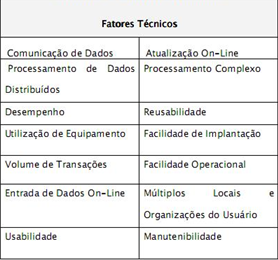 Fatores Técnicos
Comunicação de Dados
Atualização On-Line
Processamento de Dados
Distribuídos
Processamento Complexo
Desempenho
Reusabilidade
Utilização de Equipamento
Facilidade de Implantação
Volume de Transações
Facilidade Operacional
Entrada de Dados On-Line
Múltiplos Locais e
Organizações do Usuário
Usabilidade
Manutenibilidade